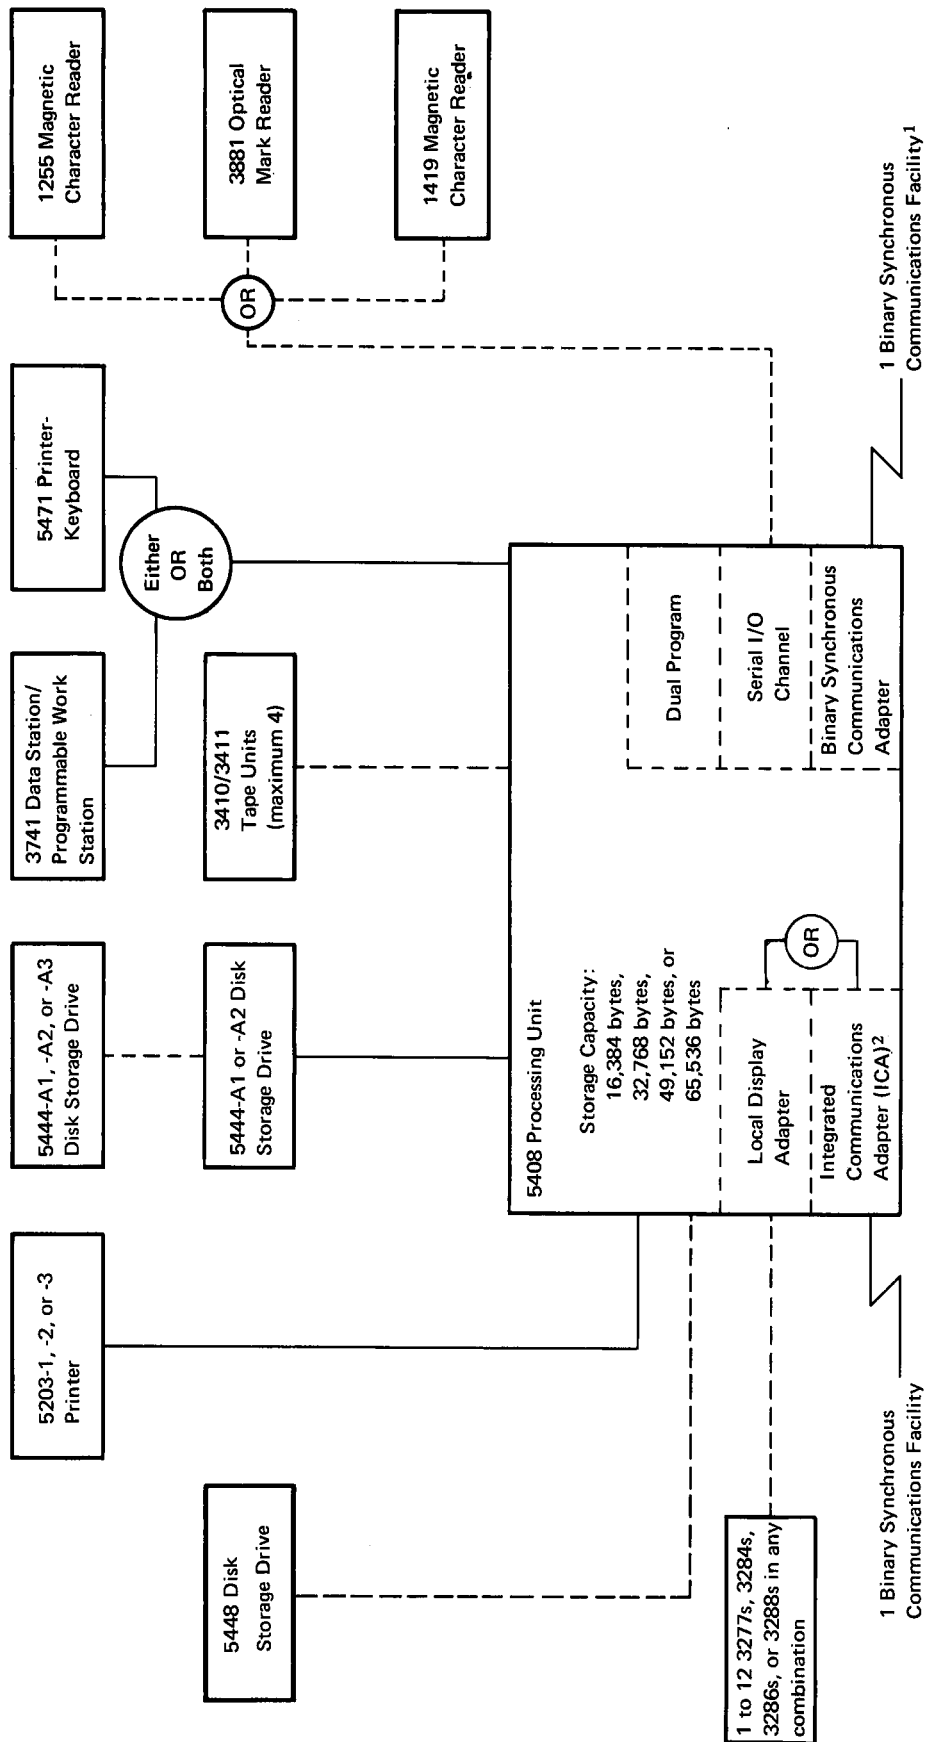 5203-1, -2, or -3
Printer
5444-A1, -A2, or -A3
Disk Storage Drive
3741 Data Station/
Programmable Work
Station
5471 Printer-
Keyboard
1255 Magnetic
Character Reader
5448 Disk
Storage Drive
5444-A1 or -A2 Disk
Storage Drive
3410/3411
Tape Units
(maximum 4)
Either
OR
Both
OR
3881 Optical
Mark Reader
1419 Magnetic
Character Reader
5408 Processing Unit
Storage Capacity:
16,384 bytes,
32,768 bytes,
49,152 bytes, or
65,536 bytes
Dual Program
Local Display
Adapter
OR
Serial I/O
Channel
Integrated
Communications
Adapter (ICA)2
Binary Synchronous
Communications
Adapter
1 to 12 3277s, 3284s,
3286s, or 3288s in any
combination
1 Binary Synchronous
Communications Facility
1 Binary Synchronous
Communications Facility1